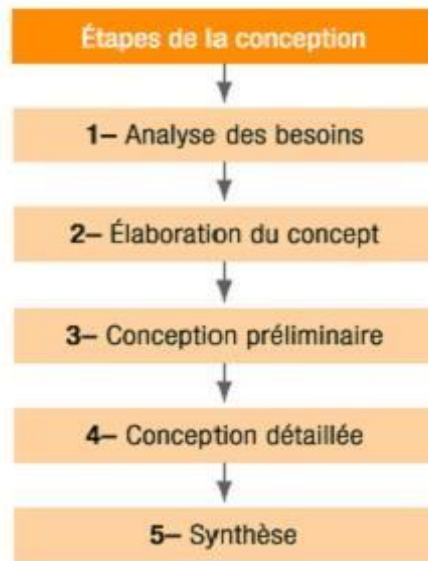 Étapes de la conception
1– Analyse des besoins
2– Élaboration du concept
3– Conception préliminaire
4– Conception détaillée
5– Synthèse